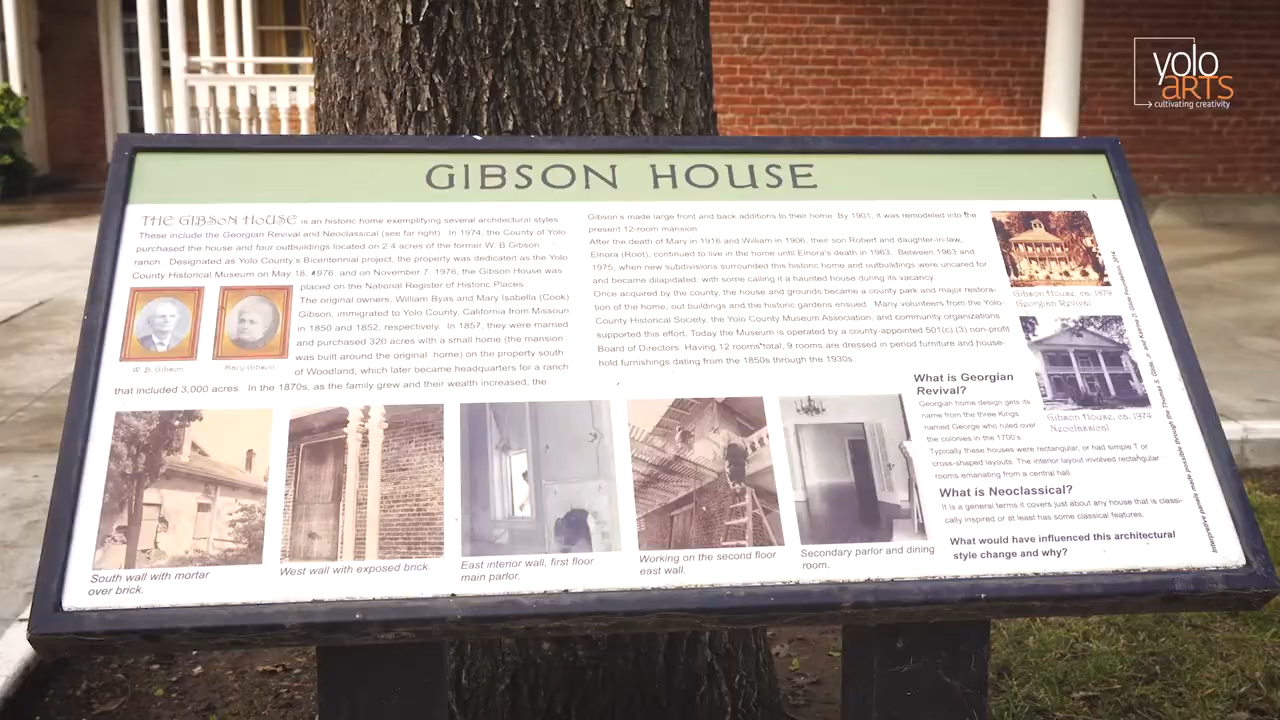 yolo
ARTS
cultivating creativity
GIBSON HOUSE
THE GIBSON HOUSE is an historic home exemplifying several architectural styles.
These include the Georgian Revival and Neoclassical (see far right). In 1974, the County of Yolo
purchased the house and four outbuildings located on 2.4 acres of the former W. B. Gibson
ranch. Designated as Yolo County's Bicentennial project, the property was dedicated as the Yolo
County Historical Museum on May 18, 1976, and on November 7, 1976, the Gibson House was
placed on the National Register of Historic Places.
The original owners, William Byas and Mary Isabella (Cook)
Gibson, migrated to Yolo County, California from Missouri
in 1850 and 1852, respectively. In 1857, they were married
and purchased 320 acres with a small home (the mansion
was built around the original home) on the property south
of Woodland, which later became headquarters for a ranch
that included 3,000 acres. In the 1870s, as the family grew and their wealth increased, the
W. B. Gibson
Mary Gibson
Gibson's made large front and back additions to their home. By 1901, it was remodeled into the
present 12-room mansion.
After the death of Mary in 1916 and William in 1906, their son Robert and daughter-in-law,
Elnora (Root), continued to live in the home until Elnora's death in 1963. Between 1963 and
1975, when new subdivisions surrounded this historic home and outbuildings were uncared for
and became dilapidated, with some calling it a haunted house during its vacancy.
Once acquired by the county, the house and grounds became a county park and major restora-
tion of the home, out buildings and the historic gardens ensued. Many volunteers from the Yolo-
County Historical Society, the Yolo County Museum Association, and community organizations
supported this effort. Today the Museum is operated by a county-appointed 501(c) (3) non-profit
Board of Directors. Having 12 rooms total, 9 rooms are dressed in period furniture and house-
hold furnishings dating from the 1850s through the 1930s.
Gibson House, ca. 1879
Georgian Revival
Gibson House, ca. 1974
Neoclassical
What is Georgian
Revival?
Georgian home design gets its
name from the three Kings
named George who ruled over
the colonies in the 1700's.
Typically these houses were rectangular, or had simple T or
cross-shaped layouts. The interior layout involved rectangular
rooms emanating from a central hall.
What is Neoclassical?
It is a general terms it covers just about any house that is classi-
cally inspired or at least has some classical features.
What would have influenced this architectural
style change and why?
South wall with mortar
over brick.
West wall with exposed brick.
East interior wall, first floor
main parlor.
Working on the second floor
east wall.
Secondary parlor and dining
room.
Interpretive panels made possible through the Thomas S.